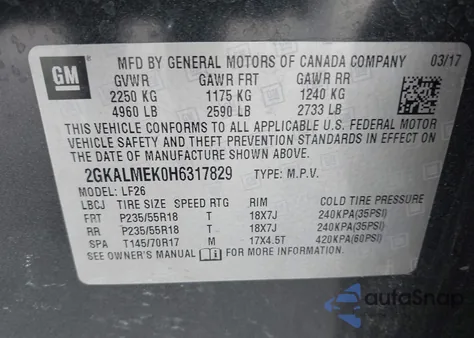 GM
MFD BY GENERAL MOTORS OF CANADA COMPANY 03/17
GVWR GAWR FRT GAWR RR
2250 KG 1175 KG 1240 KG
4960 LB 2590 LB 2733 LB
THIS VEHICLE CONFORMS TO ALL APPLICABLE U.S. FEDERAL MOTOR
VEHICLE SAFETY AND THEFT PREVENTION STANDARDS IN EFFECT ON
THE DATE OF MANUFACTURE SHOWN ABOVE.
2GKALMEK0H6317829 TYPE: M.P.V.
MODEL: LF26
LBCJ TIRE SIZE SPEED RTG RIM COLD TIRE PRESSURE
FRT P235/55R18 T 18X7J 240KPA(35PSI)
RR P235/55R18 T 18X7J 240KPA(35PSI)
SPA T145/70R17 M 17X4.5T 420KPA(60PSI)
SEE OWNER'S MANUAL FOR MORE INFORMATION
autoSnap